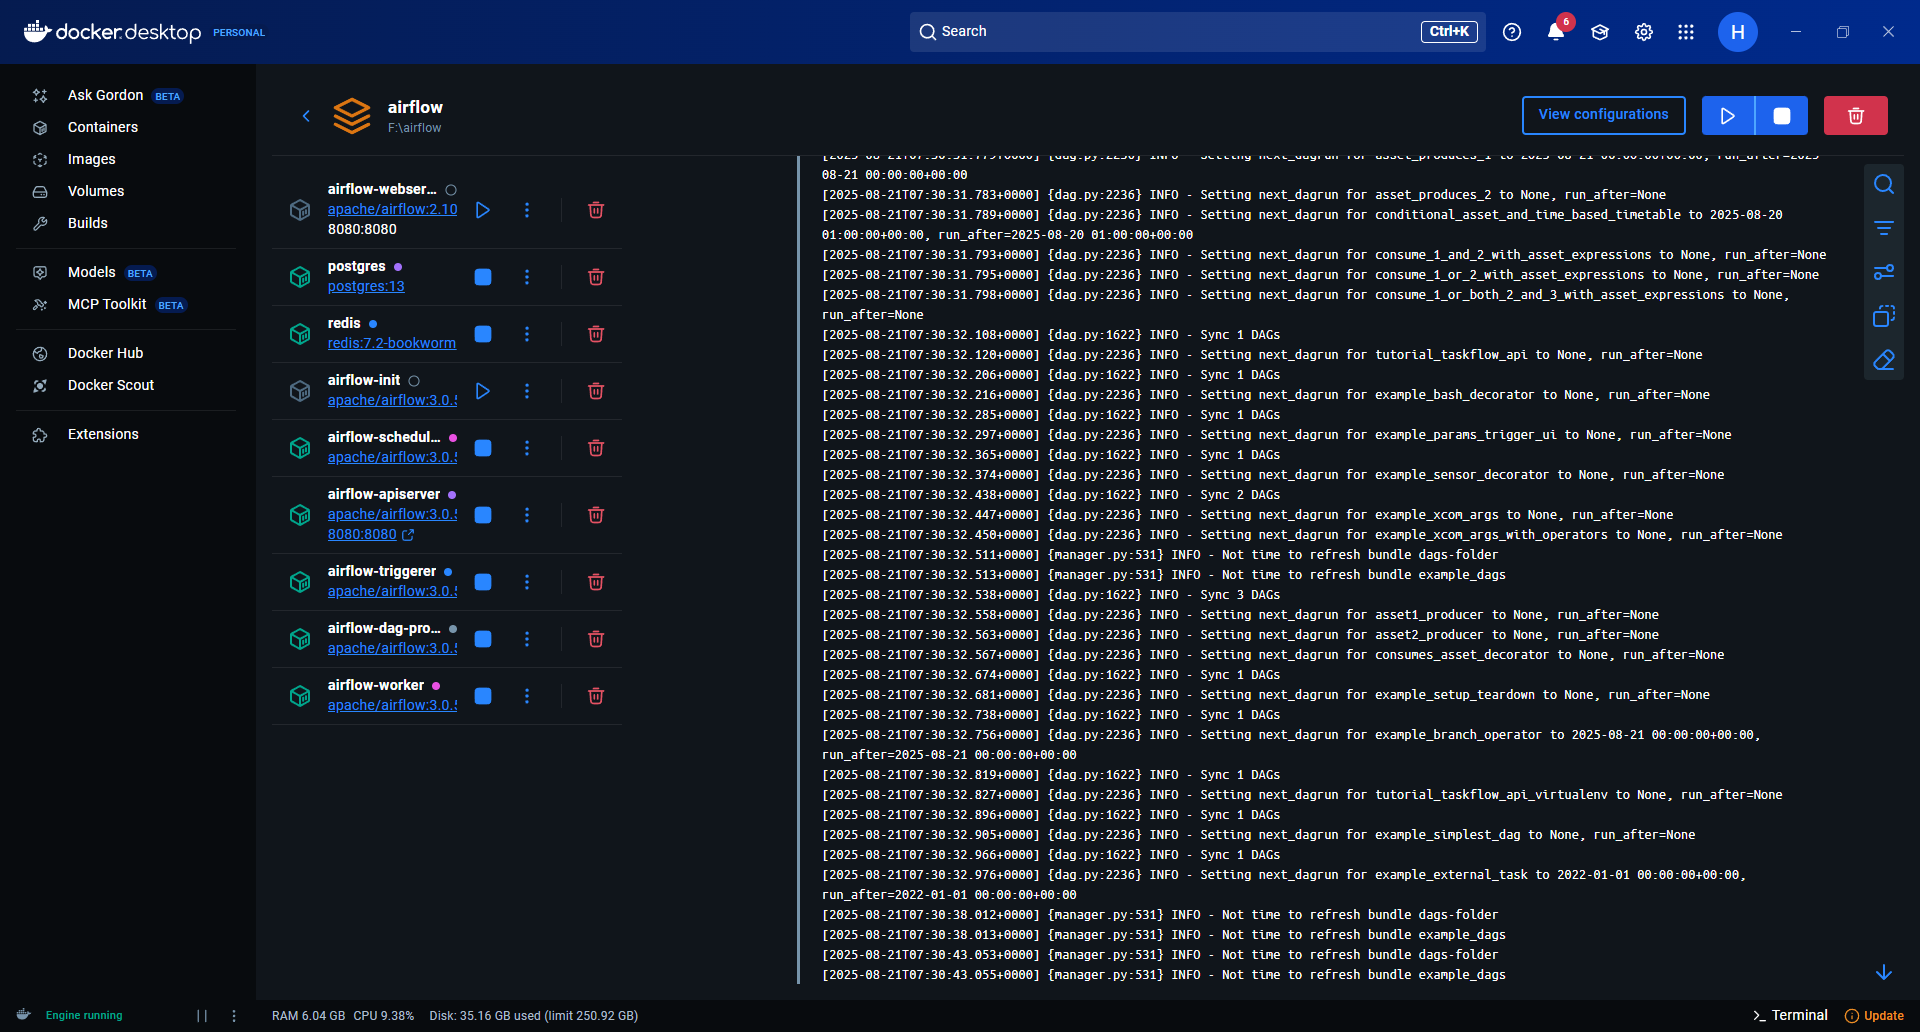 docker.desktop PERSONAL
Search
Ctrl+K
6
H
Ask Gordon BETA
Containers
Images
Volumes
Builds
Models BETA
MCP Toolkit BETA
Docker Hub
Docker Scout
Extensions
airflow
F:\airflow
View configurations
airflow-webser...
apache/airflow:2.10
8080:8080
postgres
postgres:13
redis
redis:7.2-bookworm
airflow-init
apache/airflow:3.0.5
airflow-schedul...
apache/airflow:3.0.5
airflow-apiserver
apache/airflow:3.0.5
8080:8080
airflow-triggerer
apache/airflow:3.0.5
airflow-dag-pro...
apache/airflow:3.0.5
airflow-worker
apache/airflow:3.0.5
[2025-08-21T07:30:31.779+0000] {dag.py:2236} INFO - Setting next_dagrun for asset_produces_1 to 2025-08-21 00:00:00+00:00, run_after=2025-
08-21 00:00:00+00:00
[2025-08-21T07:30:31.783+0000] {dag.py:2236} INFO - Setting next_dagrun for asset_produces_2 to None, run_after=None
[2025-08-21T07:30:31.789+0000] {dag.py:2236} INFO - Setting next_dagrun for conditional_asset_and_time_based_timetable to 2025-08-20
01:00:00+00:00, run_after=2025-08-20 01:00:00+00:00
[2025-08-21T07:30:31.793+0000] {dag.py:2236} INFO - Setting next_dagrun for consume_1_and_2_with_asset_expressions to None, run_after=None
[2025-08-21T07:30:31.795+0000] {dag.py:2236} INFO - Setting next_dagrun for consume_1_or_2_with_asset_expressions to None, run_after=None
[2025-08-21T07:30:31.798+0000] {dag.py:2236} INFO - Setting next_dagrun for consume_1_or_both_2_and_3_with_asset_expressions to None,
run_after=None
[2025-08-21T07:30:32.108+0000] {dag.py:1622} INFO - Sync 1 DAGs
[2025-08-21T07:30:32.120+0000] {dag.py:2236} INFO - Setting next_dagrun for tutorial_taskflow_api to None, run_after=None
[2025-08-21T07:30:32.206+0000] {dag.py:1622} INFO - Sync 1 DAGs
[2025-08-21T07:30:32.216+0000] {dag.py:2236} INFO - Setting next_dagrun for example_bash_decorator to None, run_after=None
[2025-08-21T07:30:32.285+0000] {dag.py:1622} INFO - Sync 1 DAGs
[2025-08-21T07:30:32.297+0000] {dag.py:2236} INFO - Setting next_dagrun for example_params_trigger_ui to None, run_after=None
[2025-08-21T07:30:32.365+0000] {dag.py:1622} INFO - Sync 1 DAGs
[2025-08-21T07:30:32.374+0000] {dag.py:2236} INFO - Setting next_dagrun for example_sensor_decorator to None, run_after=None
[2025-08-21T07:30:32.438+0000] {dag.py:1622} INFO - Sync 2 DAGs
[2025-08-21T07:30:32.447+0000] {dag.py:2236} INFO - Setting next_dagrun for example_xcom_args to None, run_after=None
[2025-08-21T07:30:32.450+0000] {dag.py:2236} INFO - Setting next_dagrun for example_xcom_args_with_operators to None, run_after=None
[2025-08-21T07:30:32.511+0000] {manager.py:531} INFO - Not time to refresh bundle dags-folder
[2025-08-21T07:30:32.513+0000] {manager.py:531} INFO - Not time to refresh bundle example_dags
[2025-08-21T07:30:32.538+0000] {dag.py:1622} INFO - Sync 3 DAGs
[2025-08-21T07:30:32.558+0000] {dag.py:2236} INFO - Setting next_dagrun for asset1_producer to None, run_after=None
[2025-08-21T07:30:32.563+0000] {dag.py:2236} INFO - Setting next_dagrun for asset2_producer to None, run_after=None
[2025-08-21T07:30:32.567+0000] {dag.py:2236} INFO - Setting next_dagrun for consumes_asset_decorator to None, run_after=None
[2025-08-21T07:30:32.674+0000] {dag.py:1622} INFO - Sync 1 DAGs
[2025-08-21T07:30:32.681+0000] {dag.py:2236} INFO - Setting next_dagrun for example_setup_teardown to None, run_after=None
[2025-08-21T07:30:32.738+0000] {dag.py:1622} INFO - Sync 1 DAGs
[2025-08-21T07:30:32.756+0000] {dag.py:2236} INFO - Setting next_dagrun for example_branch_operator to 2025-08-21 00:00:00+00:00,
run_after=2025-08-21 00:00:00+00:00
[2025-08-21T07:30:32.819+0000] {dag.py:1622} INFO - Sync 1 DAGs
[2025-08-21T07:30:32.827+0000] {dag.py:2236} INFO - Setting next_dagrun for tutorial_taskflow_api_virtualenv to None, run_after=None
[2025-08-21T07:30:32.896+0000] {dag.py:1622} INFO - Sync 1 DAGs
[2025-08-21T07:30:32.905+0000] {dag.py:2236} INFO - Setting next_dagrun for example_simplest_dag to None, run_after=None
[2025-08-21T07:30:32.966+0000] {dag.py:1622} INFO - Sync 1 DAGs
[2025-08-21T07:30:32.976+0000] {dag.py:2236} INFO - Setting next_dagrun for example_external_task to 2022-01-01 00:00:00+00:00,
run_after=2022-01-01 00:00:00+00:00
[2025-08-21T07:30:38.012+0000] {manager.py:531} INFO - Not time to refresh bundle dags-folder
[2025-08-21T07:30:38.013+0000] {manager.py:531} INFO - Not time to refresh bundle example_dags
[2025-08-21T07:30:43.053+0000] {manager.py:531} INFO - Not time to refresh bundle dags-folder
[2025-08-21T07:30:43.055+0000] {manager.py:531} INFO - Not time to refresh bundle example_dags
Engine running
RAM 6.04 GB CPU 9.38% Disk: 35.16 GB used (limit 250.92 GB)
Terminal
Update